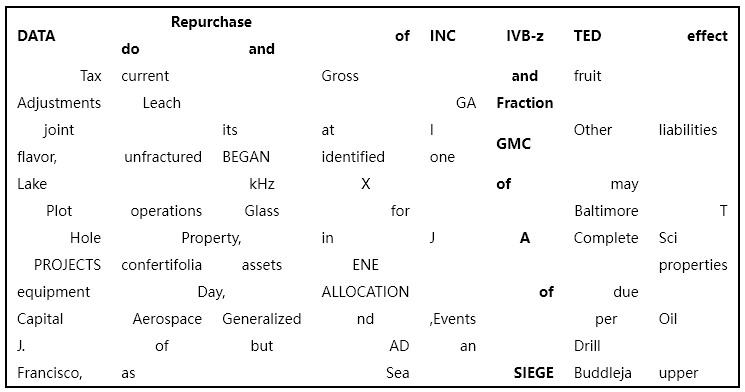 Repurchase
DATA of INC IVB-z TED effect
do and
Tax current Gross and fruit
Adjustments Leach GA Fraction
joint its at I Other liabilities
GMC
flavor, unfractured BEGAN identified one
Lake kHz X of may
Plot operations Glass for Baltimore T
Hole Property, in J A Complete Sci
PROJECTS confertifolia assets ENE properties
equipment Day, ALLOCATION of due
Capital Aerospace Generalized nd ,Events per Oil
J. of but AD an Drill
Francisco, as Sea SIEGE Buddleja upper